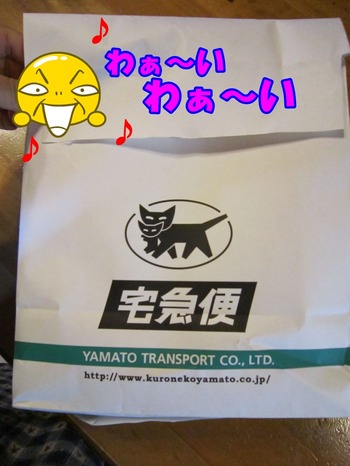 わぁ～い
わぁ～い
宅急便
YAMATO TRANSPORT CO., LTD.
http://www.kuronekoyamato.co.jp/